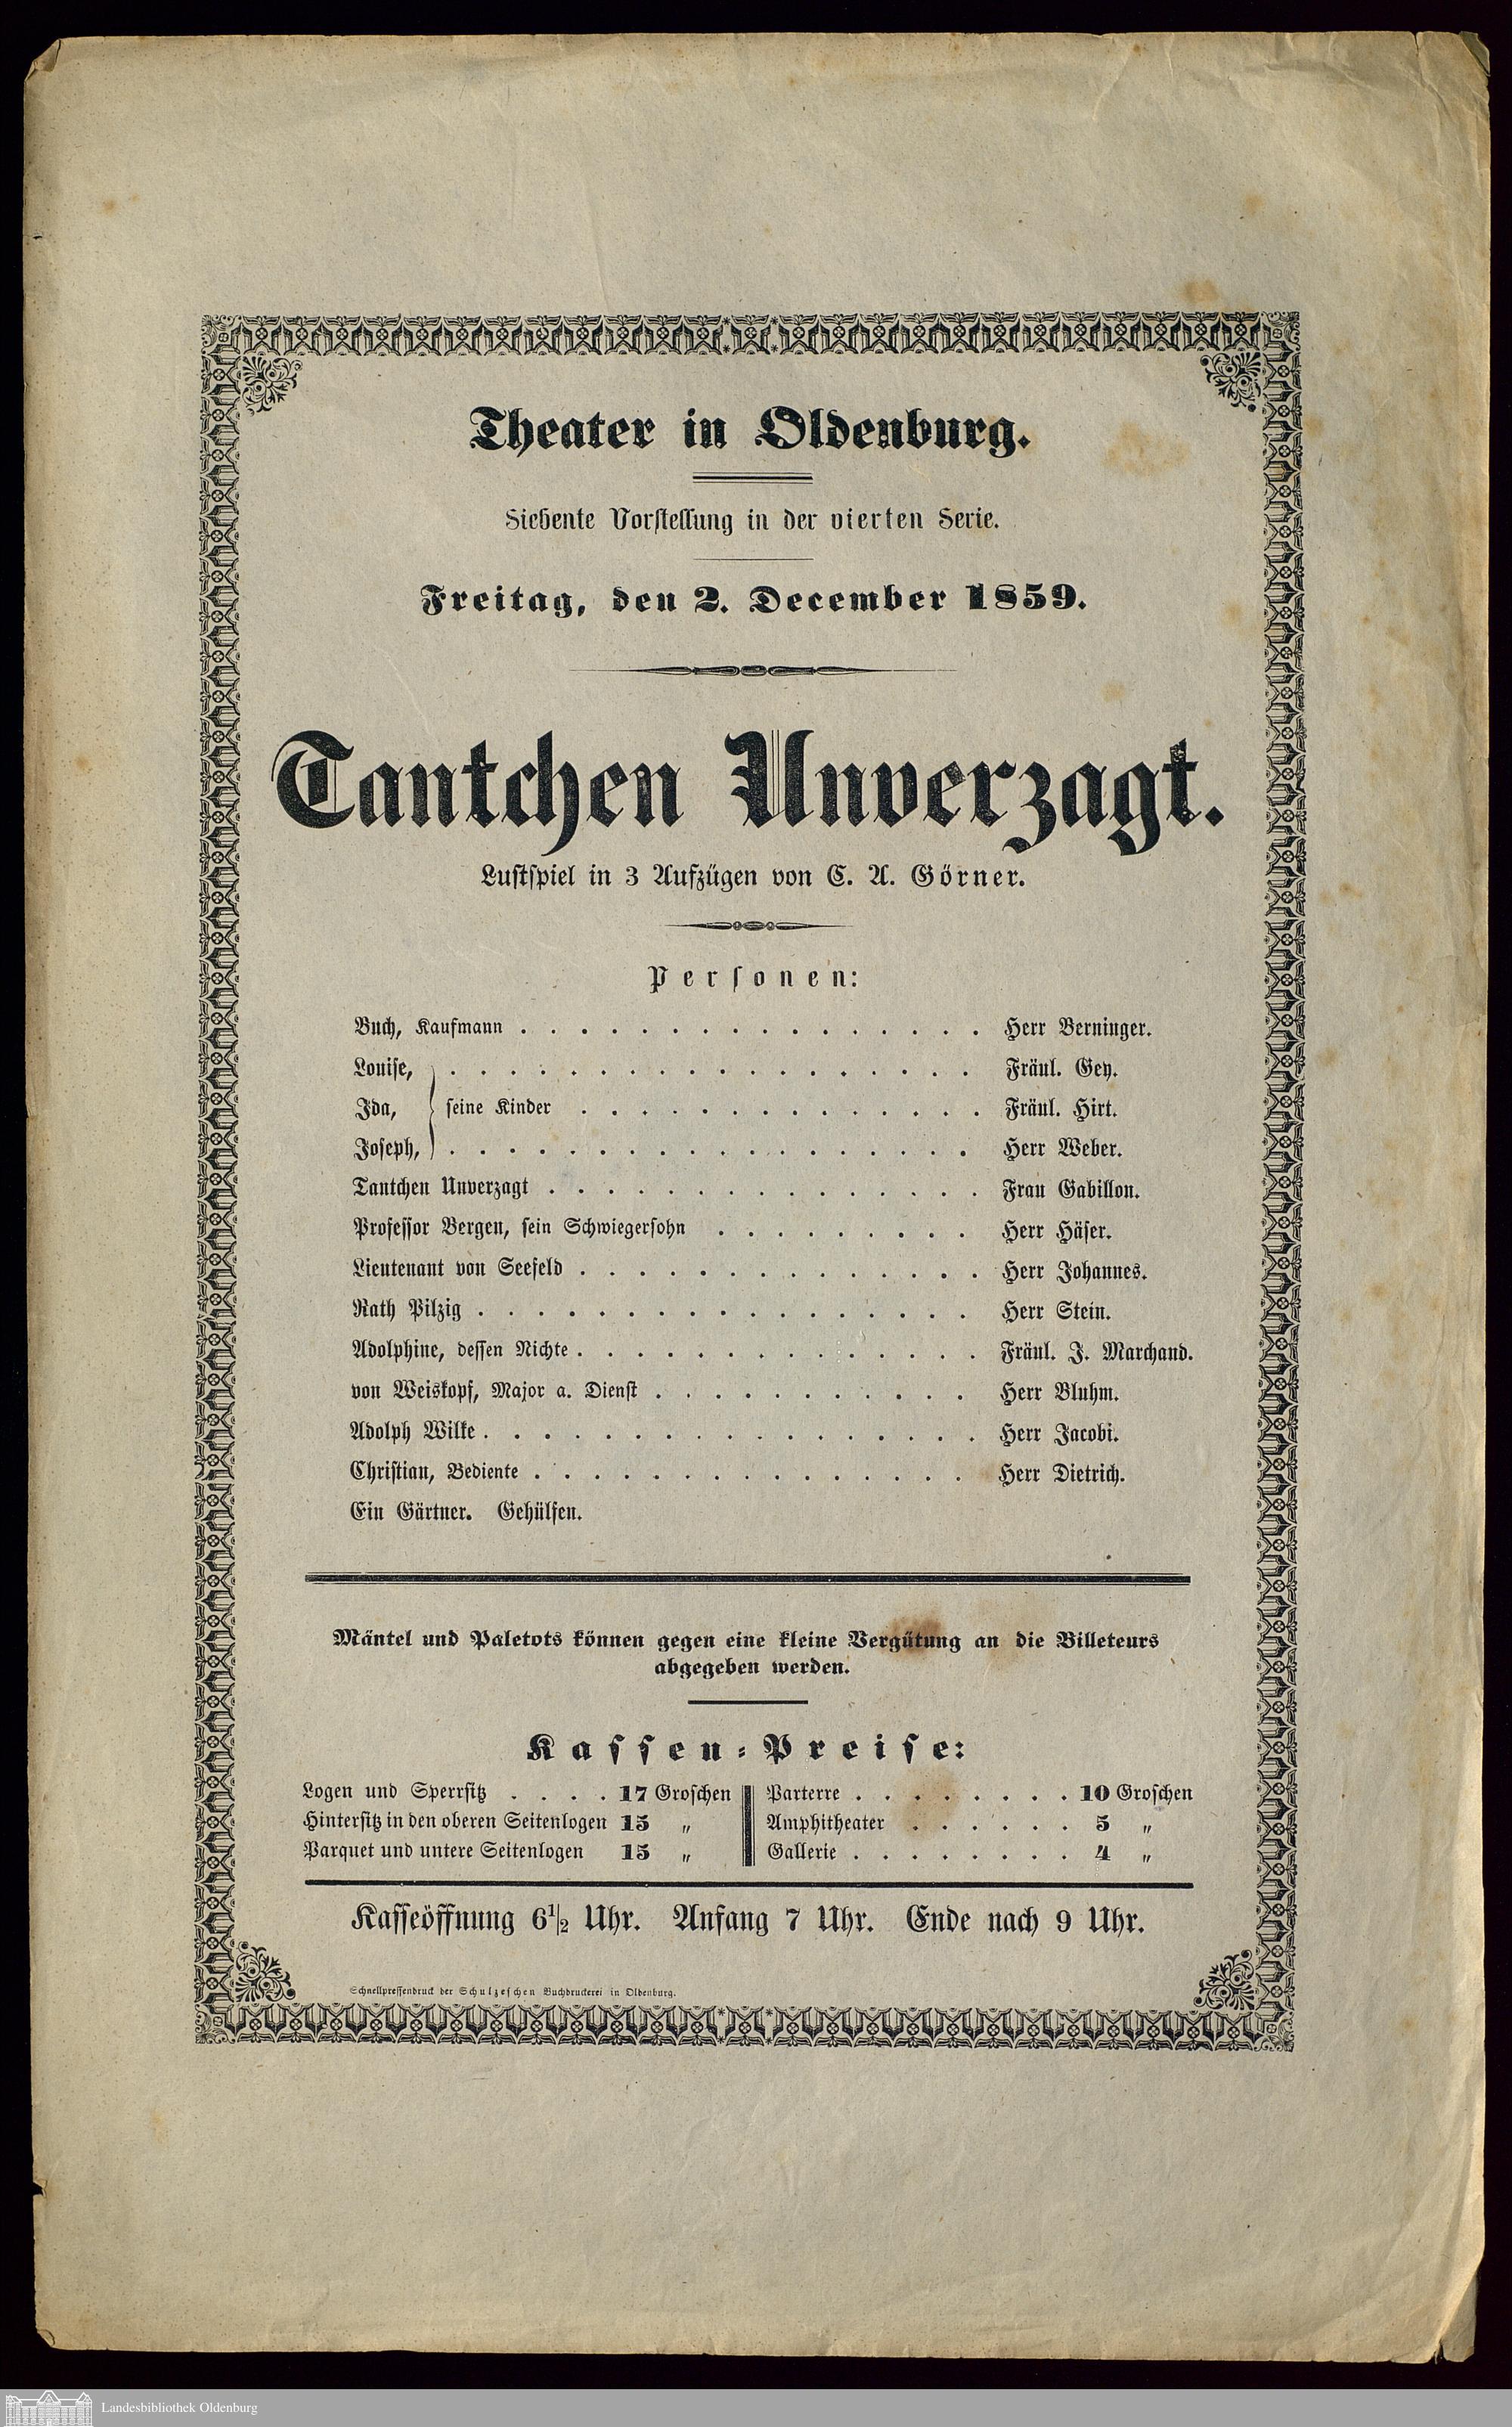 Theater in Oldenburg.
Siebente Vorstellung in der vierten Serie.
Freitag, den 2. December 1859.
Tantchen Unverzagt.
Lustspiel in 3 Aufzügen von C. A. Görner.
Personen:
Buch, Kaufmann . . . . . . . . . . . . . . . . Herr Berninger.
Louise, . . . . . . . . . . . . . . . . . . Fräul. Gey.
Ida, seine Kinder . . . . . . . . . . . . . . Fräul. Hirt.
Joseph, . . . . . . . . . . . . . . . . . . Herr Weber.
Tantchen Unverzagt . . . . . . . . . . . . . . . Frau Gabillon.
Professor Bergen, sein Schwiegersohn . . . . . . . . . Herr Häser.
Lieutenant von Seefeld . . . . . . . . . . . . . . Herr Johannes.
Rath Pilzig . . . . . . . . . . . . . . . . . Herr Stein.
Adolphine, dessen Nichte . . . . . . . . . . . . . . Fräul. J. Marchand.
von Weiskopf, Major a. Dienst . . . . . . . . . . . Herr Bluhm.
Adolph Wilke . . . . . . . . . . . . . . . . . Herr Jacobi.
Christian, Bediente . . . . . . . . . . . . . . . Herr Dietrich.
Ein Gärtner. Gehülfen.
Mäntel und Paletots können gegen eine kleine Vergütung an die Billeteurs
abgegeben werden.
Kassen-Preise:
Logen und Sperrsitz . . . . 17 Groschen
Hintersitz in den oberen Seitenlogen 15 „
Parquet und untere Seitenlogen 15 „
Parterre . . . . . . . . 10 Groschen
Amphitheater . . . . . . 5 „
Gallerie . . . . . . . . 4 „
Kasseöffnung 6½ Uhr. Anfang 7 Uhr. Ende nach 9 Uhr.
Schnellpressendruck der Schulzeschen Buchdruckerei in Oldenburg.
Landesbibliothek Oldenburg